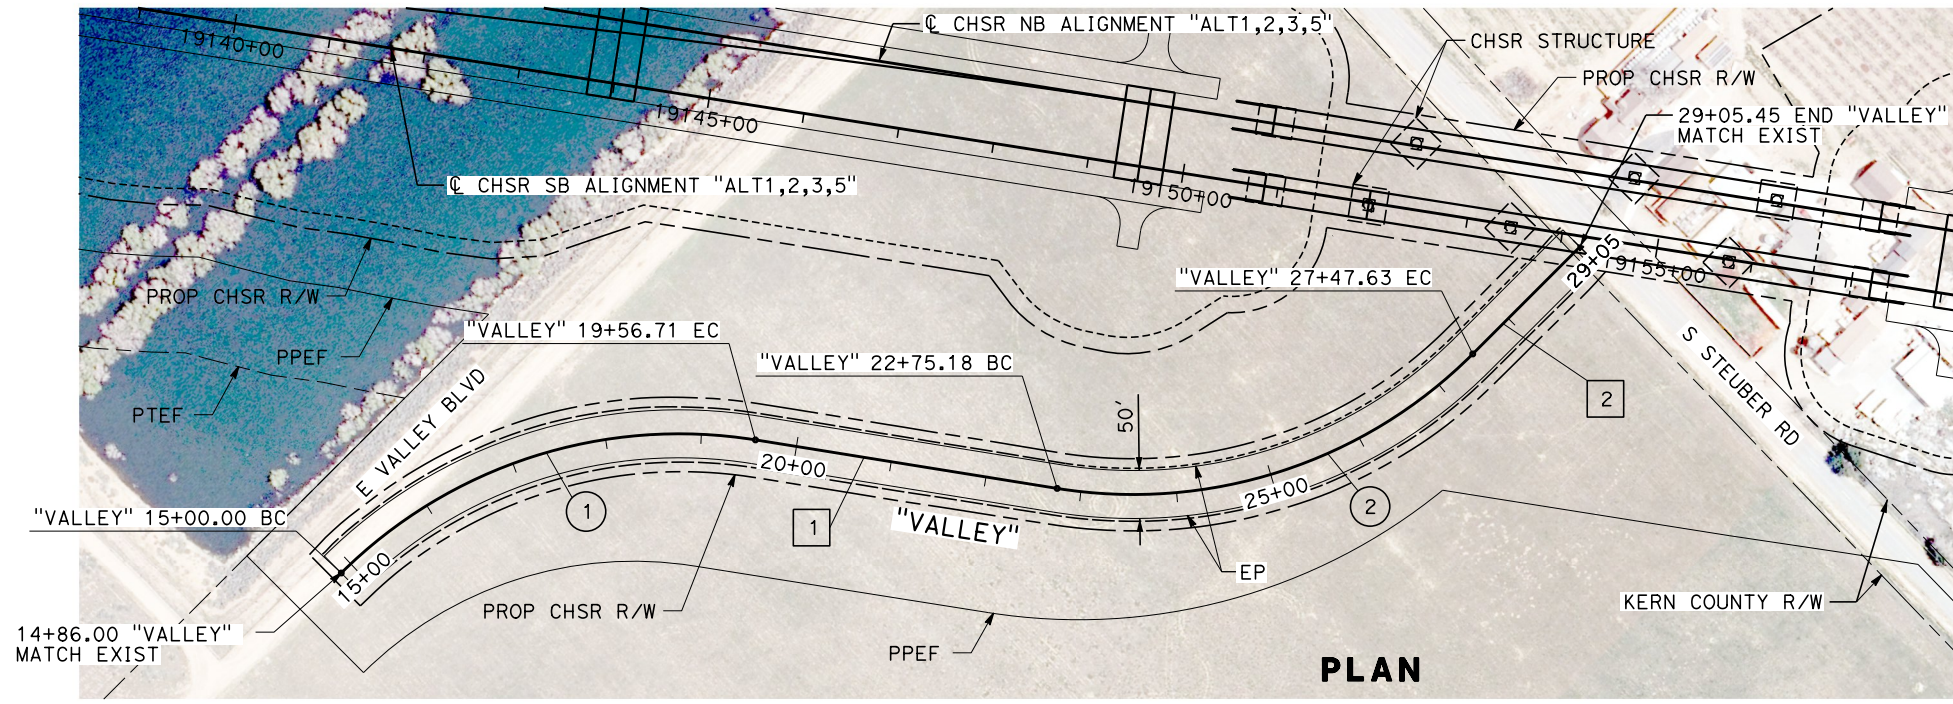 19140+00
℄ CHSR NB ALIGNMENT "ALT1,2,3,5"
CHSR STRUCTURE
PROP CHSR R/W
29+05.45 END "VALLEY"
MATCH EXIST
19145+00
℄ CHSR SB ALIGNMENT "ALT1,2,3,5"
19150+00
29+05
19155+00
"VALLEY" 27+47.63 EC
PROP CHSR R/W
PPEF
"VALLEY" 19+56.71 EC
"VALLEY" 22+75.18 BC
S STEUBER RD
2
PTEF
E VALLEY BLVD
50'
20+00
25+00
"VALLEY" 15+00.00 BC
1
1
"VALLEY"
2
15+00
EP
PROP CHSR R/W
KERN COUNTY R/W
14+86.00 "VALLEY"
MATCH EXIST
PPEF
PLAN